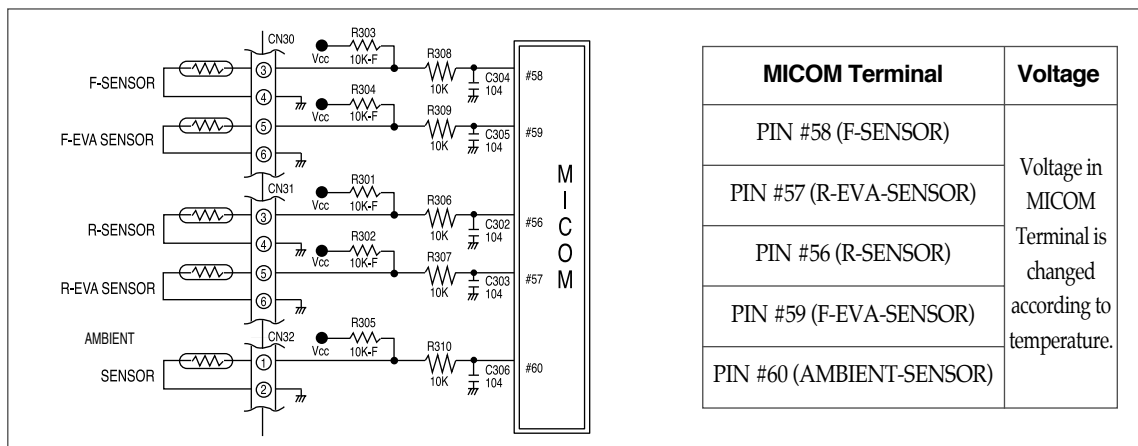 CN30
R303
Vcc
10K-F
R308
10K
C304
104
#58
F-SENSOR
3
4
R304
Vcc
10K-F
R309
10K
C305
104
#59
F-EVA SENSOR
5
6
CN31
R301
Vcc
10K-F
R306
10K
C302
104
#56
R-SENSOR
3
4
R302
Vcc
10K-F
R307
10K
C303
104
#57
R-EVA SENSOR
5
6
AMBIENT
SENSOR
CN32
R305
Vcc
10K-F
R310
10K
C306
104
#60
1
2
MICOM
MICOM Terminal Voltage
PIN #58 (F-SENSOR)
PIN #57 (R-EVA-SENSOR)
PIN #56 (R-SENSOR)
PIN #59 (F-EVA-SENSOR)
PIN #60 (AMBIENT-SENSOR)
Voltage in
MICOM
Terminal is
changed
according to
temperature.